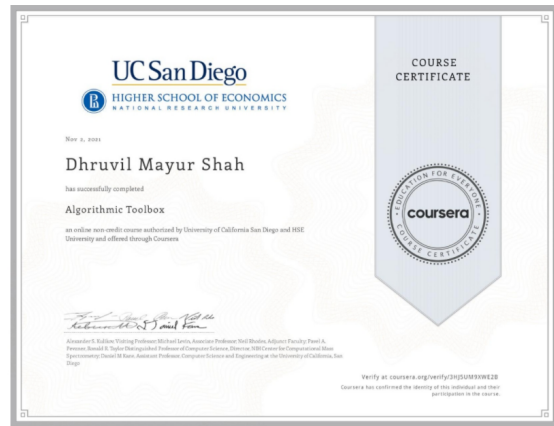 UC San Diego
HIGHER SCHOOL OF ECONOMICS
NATIONAL RESEARCH UNIVERSITY
Nov 2, 2021
Dhruvil Mayur Shah
has successfully completed
Algorithmic Toolbox
an online non-credit course authorized by University of California San Diego and HSE
University and offered through Coursera
COURSE
CERTIFICATE
EDUCATION FOR EVERYONE
coursera
COURSE CERTIFICATE
Alexander S. Kulikov, Visiting Professor; Michael Levin, Associate Professor; Neil Rhodes, Adjunct Faculty; Pavel A.
Pevzner, Ronald R. Taylor Distinguished Professor of Computer Science, Director, NIH Center for Computational Mass
Spectrometry; Daniel M Kane, Assistant Professor, Computer Science and Engineering at the University of California, San
Diego
Verify at coursera.org/verify/3HJSUM9XWE2B
Coursera has confirmed the identity of this individual and their
participation in the course.